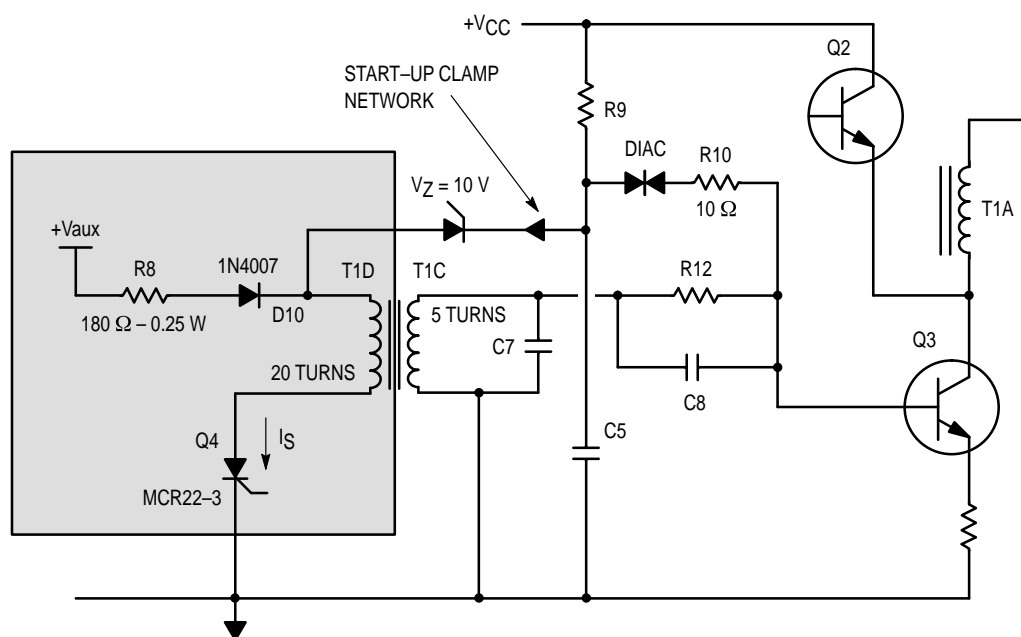 +VCC
Q2
START–UP CLAMP
NETWORK
R9
DIAC
R10
10 Ω
VZ = 10 V
T1A
+Vaux
R8
1N4007
T1D
T1C
R12
D10
180 Ω – 0.25 W
5 TURNS
C7
Q3
20 TURNS
C8
Q4
IS
C5
MCR22–3